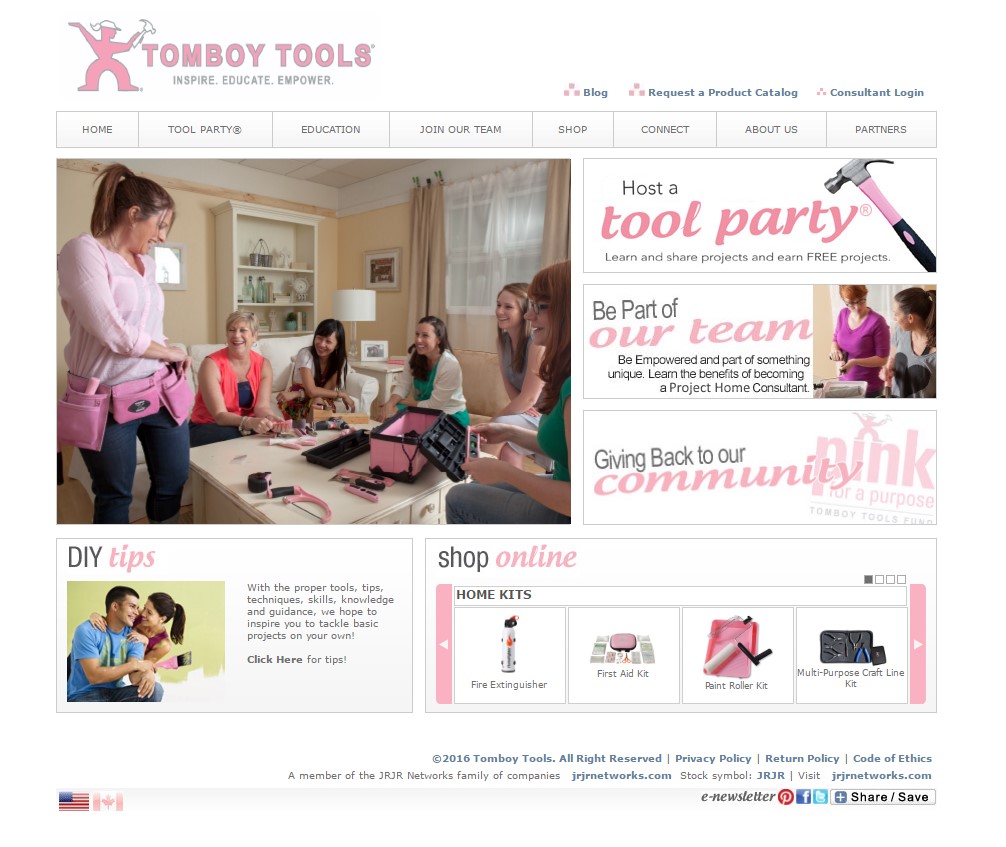 TOMBOY TOOLS
INSPIRE. EDUCATE. EMPOWER.
Blog
Request a Product Catalog
Consultant Login
HOME
TOOL PARTY®
EDUCATION
JOIN OUR TEAM
SHOP
CONNECT
ABOUT US
PARTNERS
Host a
tool party®
Learn and share projects and earn FREE projects.
Be Part of
our team
Be Empowered and part of something
unique. Learn the benefits of becoming
a Project Home Consultant.
Giving Back to our
community
pink
for a purpose
TOMBOY TOOLS FUND
DIY tips
With the proper tools, tips,
techniques, skills, knowledge
and guidance, we hope to
inspire you to tackle basic
projects on your own!
Click Here for tips!
shop online
HOME KITS
Fire Extinguisher
First Aid Kit
Paint Roller Kit
Multi-Purpose Craft Line
Kit
©2016 Tomboy Tools. All Right Reserved | Privacy Policy | Return Policy | Code of Ethics
A member of the JRJR Networks family of companies jrjrnetworks.com Stock symbol: JRJR | Visit jrjrnetworks.com
e-newsletter
Share / Save